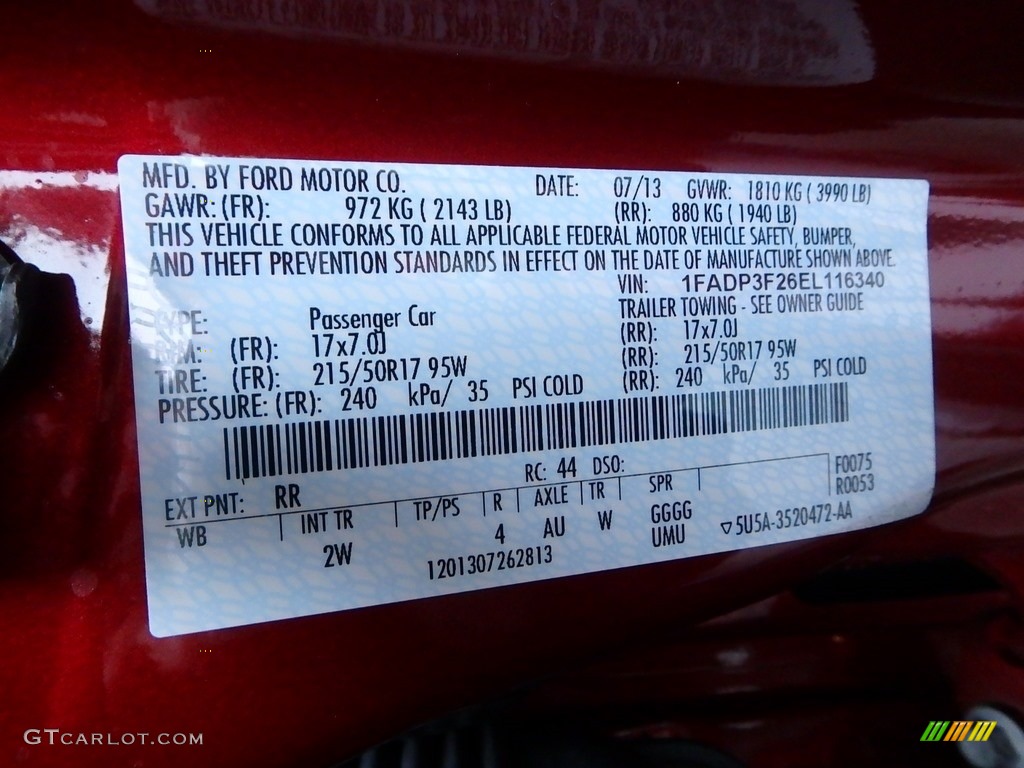 MFD. BY FORD MOTOR CO. DATE: 07/13 GVWR: 1810 KG ( 3990 LB)
GAWR: (FR): 972 KG ( 2143 LB) (RR): 880 KG ( 1940 LB)
THIS VEHICLE CONFORMS TO ALL APPLICABLE FEDERAL MOTOR VEHICLE SAFETY, BUMPER,
AND THEFT PREVENTION STANDARDS IN EFFECT ON THE DATE OF MANUFACTURE SHOWN ABOVE.
VIN: 1FADP3F26EL116340
TYPE: Passenger Car TRAILER TOWING - SEE OWNER GUIDE
RIM: (FR): 17x7.0J (RR): 17x7.0J
TIRE: (FR): 215/50R17 95W (RR): 215/50R17 95W
PRESSURE: (FR): 240 kPa/ 35 PSI COLD (RR): 240 kPa/ 35 PSI COLD
RC: 44 DSO: F0075
EXT PNT: RR R0053
WB INT TR TP/PS R AXLE TR SPR
2W 4 AU W GGGG
UMU
1201307262813 ▽5U5A-3520472-AA
GTCARLOT.COM